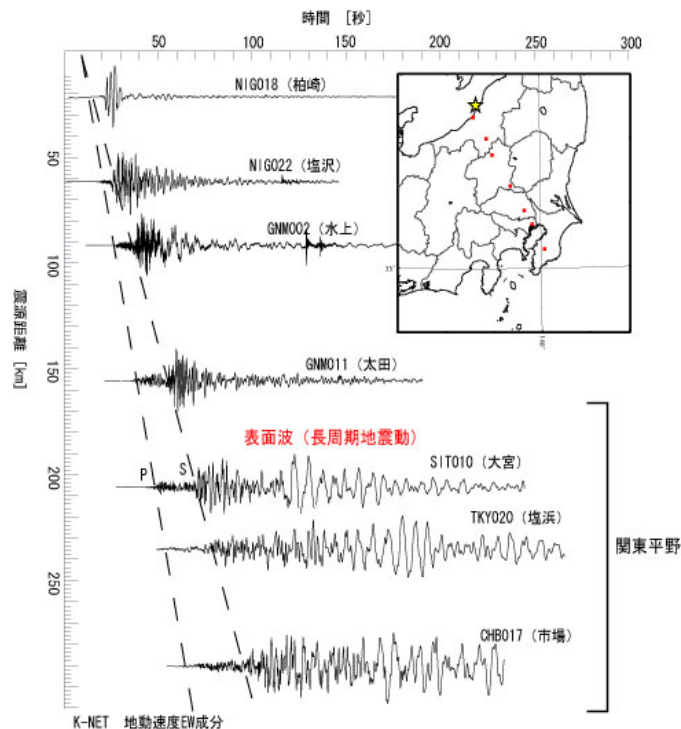 時間 [秒]
50 100 150 200 250 300
NIG018 (柏崎)
50
NIG022 (塩沢)
GNM002 (水上)
100
35°
140°
震源距離 [km]
150
GNM011 (太田)
表面波 (長周期地震動)
P S
SIT010 (大宮)
200
TKY020 (塩浜)
関東平野
250
CHB017 (市場)
K-NET 地動速度EW成分